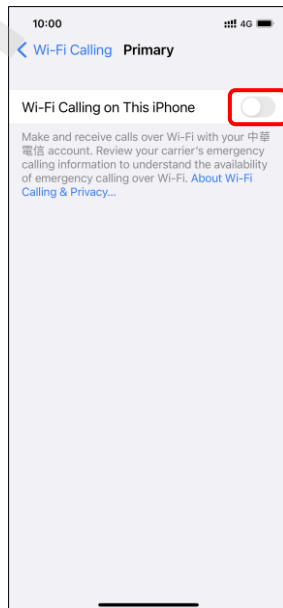 10:00
4G
Wi-Fi Calling Primary
Wi-Fi Calling on This iPhone
Make and receive calls over Wi-Fi with your 中華
電信 account. Review your carrier's emergency
calling information to understand the availability
of emergency calling over Wi-Fi. About Wi-Fi
Calling & Privacy...